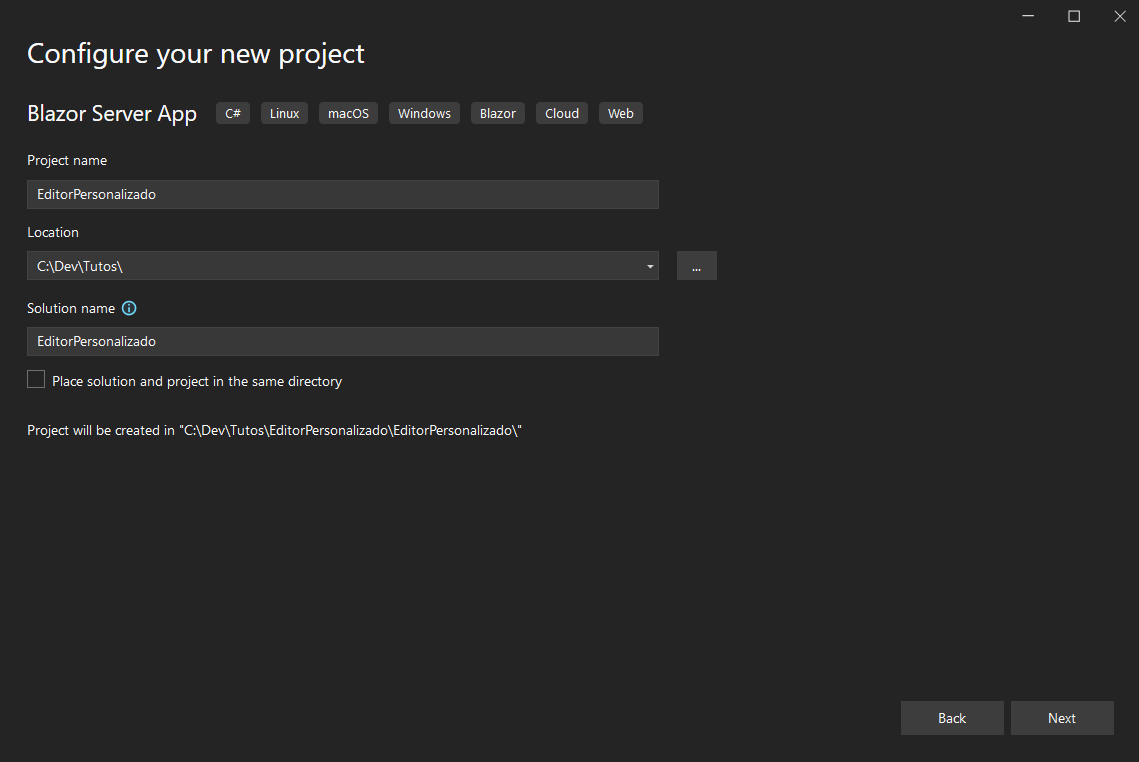 Configure your new project
Blazor Server App C# Linux macOS Windows Blazor Cloud Web
Project name
EditorPersonalizado
Location
C:\Dev\Tutos\
...
Solution name
EditorPersonalizado
Place solution and project in the same directory
Project will be created in "C:\Dev\Tutos\EditorPersonalizado\EditorPersonalizado\"
Back Next